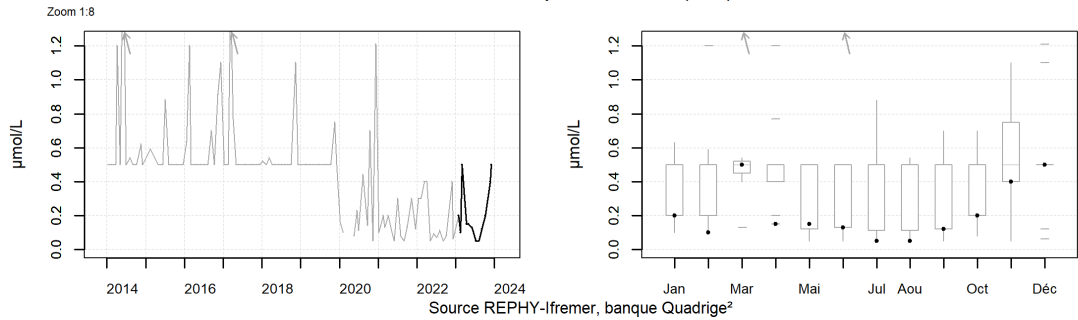 Zoom 1:8
µmol/L
1.2
1.0
0.8
0.6
0.4
0.2
0.0
2014
2016
2018
2020
2022
2024
µmol/L
1.2
1.0
0.8
0.6
0.4
0.2
0.0
Jan
Mar
Mai
Jul
Aou
Oct
Déc
Source REPHY-Ifremer, banque Quadrige²